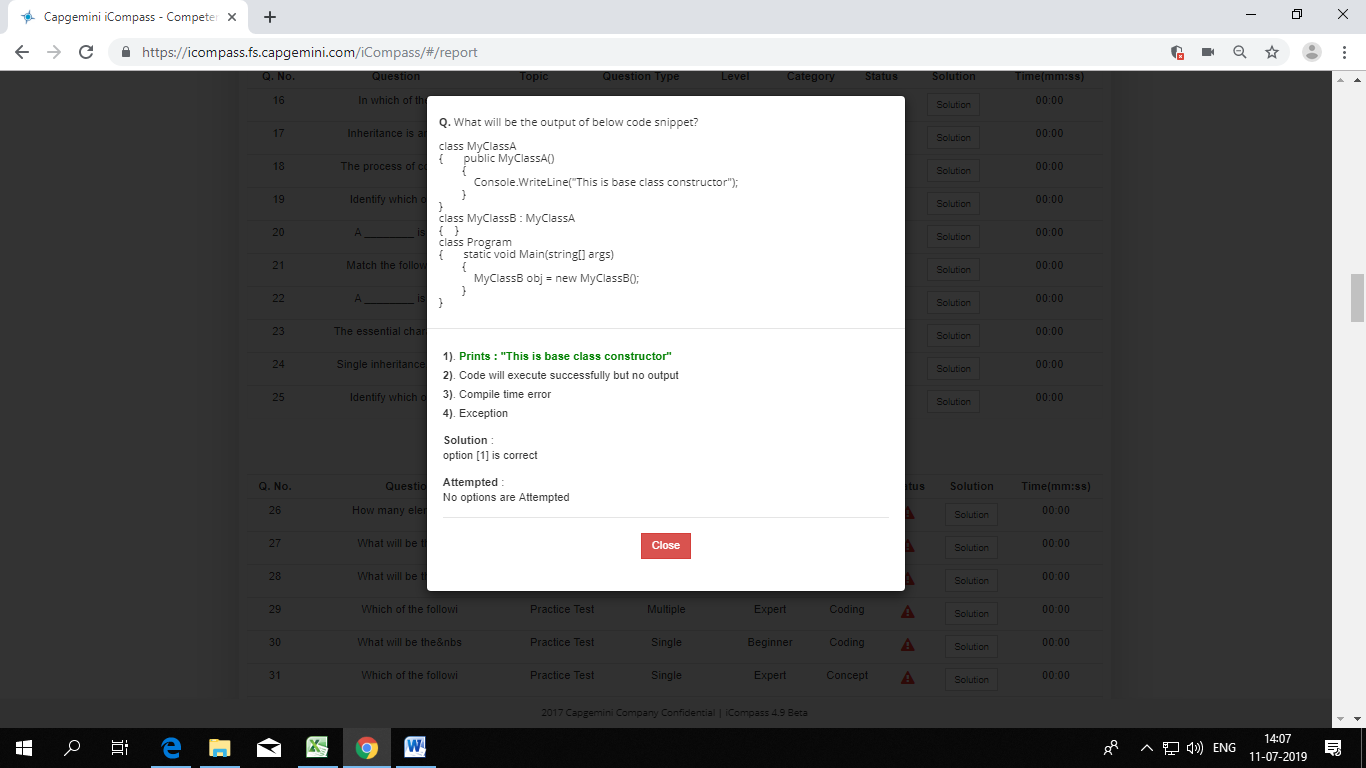 Capgemini iCompass - Competen
https://icompass.fs.capgemini.com/iCompass/#/report
Q. No. Question Topic Question Type Level Category Status Solution Time(mm:ss)
16 In which of th Solution 00:00
17 Inheritance is an Solution 00:00
18 The process of c Solution 00:00
19 Identify which o Solution 00:00
20 A ________ is Solution 00:00
21 Match the follow Solution 00:00
22 A ________ is Solution 00:00
23 The essential char Solution 00:00
24 Single inheritance Solution 00:00
25 Identify which o Solution 00:00
Q. What will be the output of below code snippet?
class MyClassA
{ public MyClassA()
{
Console.WriteLine("This is base class constructor");
}
}
class MyClassB : MyClassA
{ }
class Program
{ static void Main(string[] args)
{
MyClassB obj = new MyClassB();
}
}
1). Prints : "This is base class constructor"
2). Code will execute successfully but no output
3). Compile time error
4). Exception
Solution :
option [1] is correct
Attempted :
No options are Attempted
Close
Q. No. Questio tus Solution Time(mm:ss)
26 How many eler Solution 00:00
27 What will be t Solution 00:00
28 What will be t Solution 00:00
29 Which of the followi Practice Test Multiple Expert Coding Solution 00:00
30 What will be the&nbs Practice Test Single Beginner Coding Solution 00:00
31 Which of the followi Practice Test Single Expert Concept Solution 00:00
2017 Capgemini Company Confidential | iCompass 4.9 Beta
ENG
14:07
11-07-2019